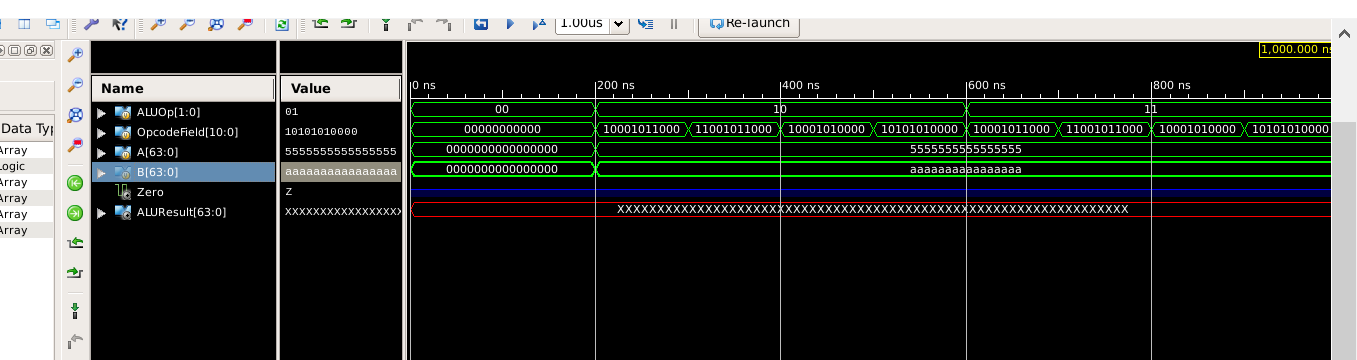 1.00us Re-launch
1,000.000 ns
Name Value 0 ns 200 ns 400 ns 600 ns 800 ns
Data Typ
ALUOp[1:0] 01 00 10 11
OpcodeField[10:0] 10101010000 00000000000 10001011000 11001011000 10001010000 10101010000 10001011000 11001011000 10001010000 10101010000
Array A[63:0] 5555555555555555 0000000000000000 5555555555555555
Logic
Array B[63:0] aaaaaaaaaaaaaaaa 0000000000000000 aaaaaaaaaaaaaaaa
Array Zero Z
Array ALUResult[63:0] XXXXXXXXXXXXXXXX
Array